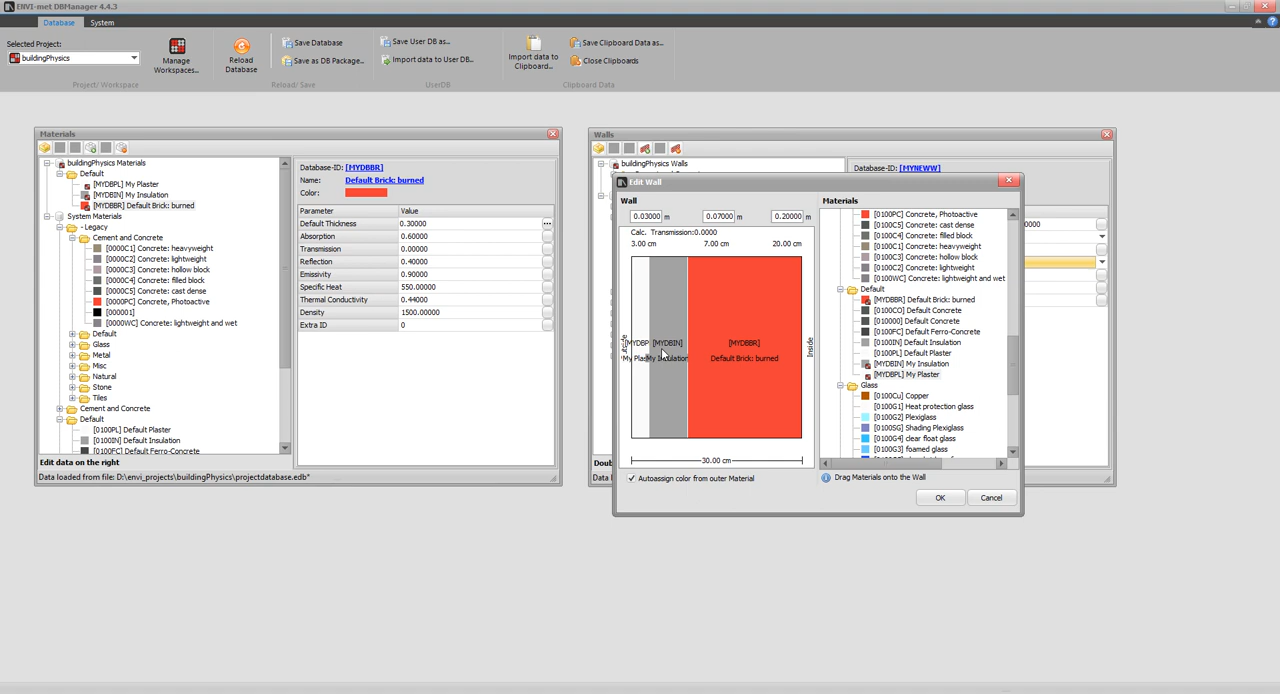 ENVI-met DBManager 4.4.3
Database System
Selected Project:
buildingPhysics
Manage
Workspaces...
Project/ Workspace
Reload
Database
Save Database
Save as DB Package...
Reload/ Save
Save User DB as...
Import data to User DB...
UserDB
Import data to
Clipboard...
Save Clipboard Data as...
Close Clipboards
Clipboard Data
Materials
buildingPhysics Materials
Default
[MYDBPL] My Plaster
[MYDBIN] My Insulation
[MYDBBR] Default Brick: burned
System Materials
- Legacy
Cement and Concrete
[0000C1] Concrete: heavyweight
[0000C2] Concrete: lightweight
[0000C3] Concrete: hollow block
[0000C4] Concrete: filled block
[0000C5] Concrete: cast dense
[0000PC] Concrete, Photoactive
[000001]
[0000WC] Concrete: lightweight and wet
Default
Glass
Metal
Misc
Natural
Stone
Tiles
Cement and Concrete
Default
[0100PL] Default Plaster
[0100IN] Default Insulation
[0100FC] Default Ferro-Concrete
Edit data on the right
Data loaded from file: D:\envi_projects\buildingPhysics\projectdatabase.edb*
Database-ID: [MYDBBR]
Name: Default Brick: burned
Color:
Parameter Value
Default Thickness 0.30000
Absorption 0.60000
Transmission 0.00000
Reflection 0.40000
Emissivity 0.90000
Specific Heat 550.00000
Thermal Conductivity 0.44000
Density 1500.00000
Extra ID 0
Walls
buildingPhysics Walls
Database-ID: [MYNEWW]
Edit Wall
Wall
0.03000 m 0.07000 m 0.20000 m
Calc. Transmission:0.0000
3.00 cm 7.00 cm 20.00 cm
[MYDBIN] [MYDBBR]
My Insulation Default Brick: burned
Inside
30.00 cm
Autoassign color from outer Material
Materials
[0100PC] Concrete, Photoactive
[0100C5] Concrete: cast dense
[0100C4] Concrete: filled block
[0100C1] Concrete: heavyweight
[0100C3] Concrete: hollow block
[0100C2] Concrete: lightweight
[0100WC] Concrete: lightweight and wet
Default
[MYDBBR] Default Brick: burned
[0100CO] Default Concrete
[00000] Default Concrete
[0100FC] Default Ferro-Concrete
[0100IN] Default Insulation
[0100PL] Default Plaster
[MYDBIN] My Insulation
[MYDBPL] My Plaster
Glass
[0100Cu] Copper
[0100G1] Heat protection glass
[0100G2] Plexiglass
[0100SG] Shading Plexiglass
[0100G4] clear float glass
[0100G3] foamed glass
Drag Materials onto the Wall
OK Cancel